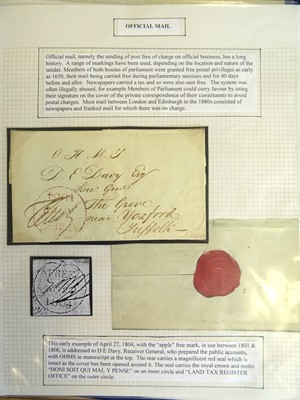 OFFICIAL MAIL
Official mail, namely the sending of post free of charge on official business, has a long
history. A range of markings have been used, depending on the location and nature of the
sender. Members of both houses of parliament were granted free postal privileges as early
as 1650, their mail being carried free during parliamentary sessions and for 40 days
before and after. Newspapers carried a tax and so were also sent free. The system was
often illegally abused, for example Members of Parliament could curry favour by using
their signature on the cover of the private correspondence of their constituents to avoid
postal charges. Most mail between London and Edinburgh in the 1880s consisted of
newspapers and franked mail for which there was no charge.
O H M S
D E Davy Esq
The Grove
near Yoxford
Suffolk
This early example of April 27, 1804, with the "apple" free mark, in use between 1801 &
1806, is addressed to D E Davy, Receiver General, who prepared the public accounts,
with OHMS in manuscript at the top. The rear carries a magnificent red seal which is
intact as the cover has been opened around it. The seal carries the royal crown and motto
"HONI SOIT QUI MAL Y PENSE" on an inner circle and "LAND TAX REGISTER
OFFICE" on the outer circle.